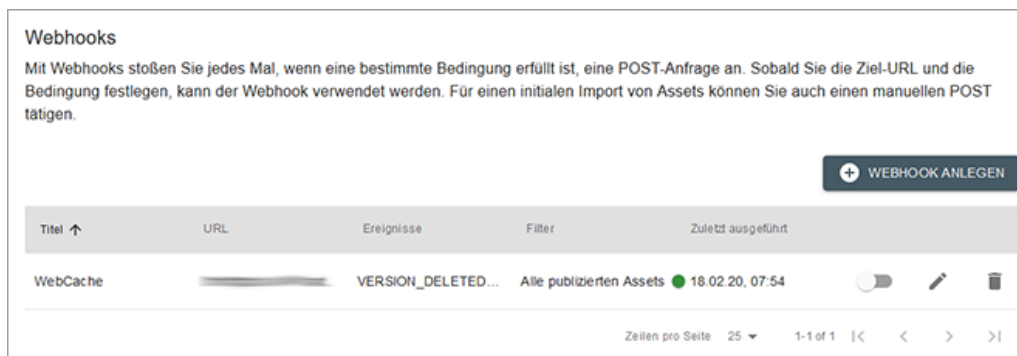 Webhooks
Mit Webhooks stoßen Sie jedes Mal, wenn eine bestimmte Bedingung erfüllt ist, eine POST-Anfrage an. Sobald Sie die Ziel-URL und die
Bedingung festlegen, kann der Webhook verwendet werden. Für einen initialen Import von Assets können Sie auch einen manuellen POST
tätigen.
WEBHOOK ANLEGEN
Titel URL Ereignisse Filter Zuletzt ausgeführt
WebCache VERSION_DELETED... Alle publizierten Assets 18.02.20, 07:54
Zeilen pro Seite 25 1-1 of 1